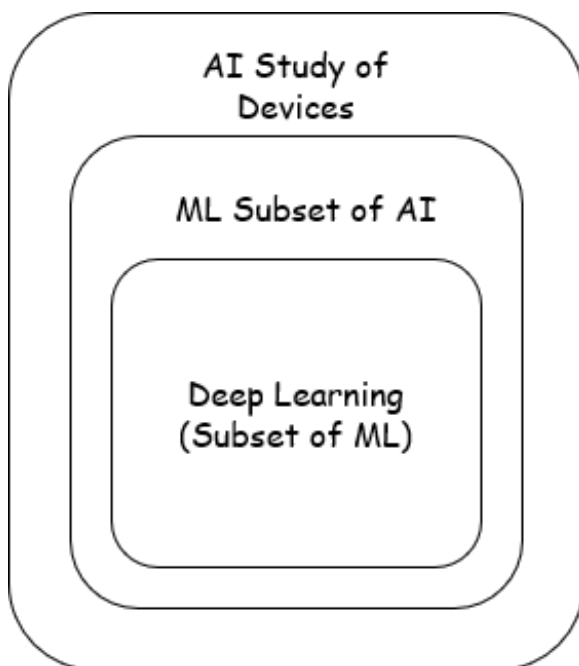 AI Study of
Devices
ML Subset of AI
Deep Learning
(Subset of ML)